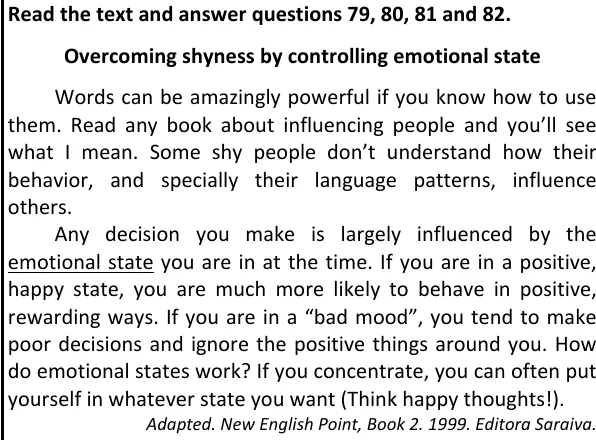 Read the text and answer questions 79, 80, 81 and 82.
Overcoming shyness by controlling emotional state
Words can be amazingly powerful if you know how to use
them. Read any book about influencing people and you’ll see
what I mean. Some shy people don’t understand how their
behavior, and specially their language patterns, influence
others.
Any decision you make is largely influenced by the
emotional state you are in at the time. If you are in a positive,
happy state, you are much more likely to behave in positive,
rewarding ways. If you are in a “bad mood”, you tend to make
poor decisions and ignore the positive things around you. How
do emotional states work? If you concentrate, you can often put
yourself in whatever state you want (Think happy thoughts!).
Adapted. New English Point, Book 2. 1999. Editora Saraiva.